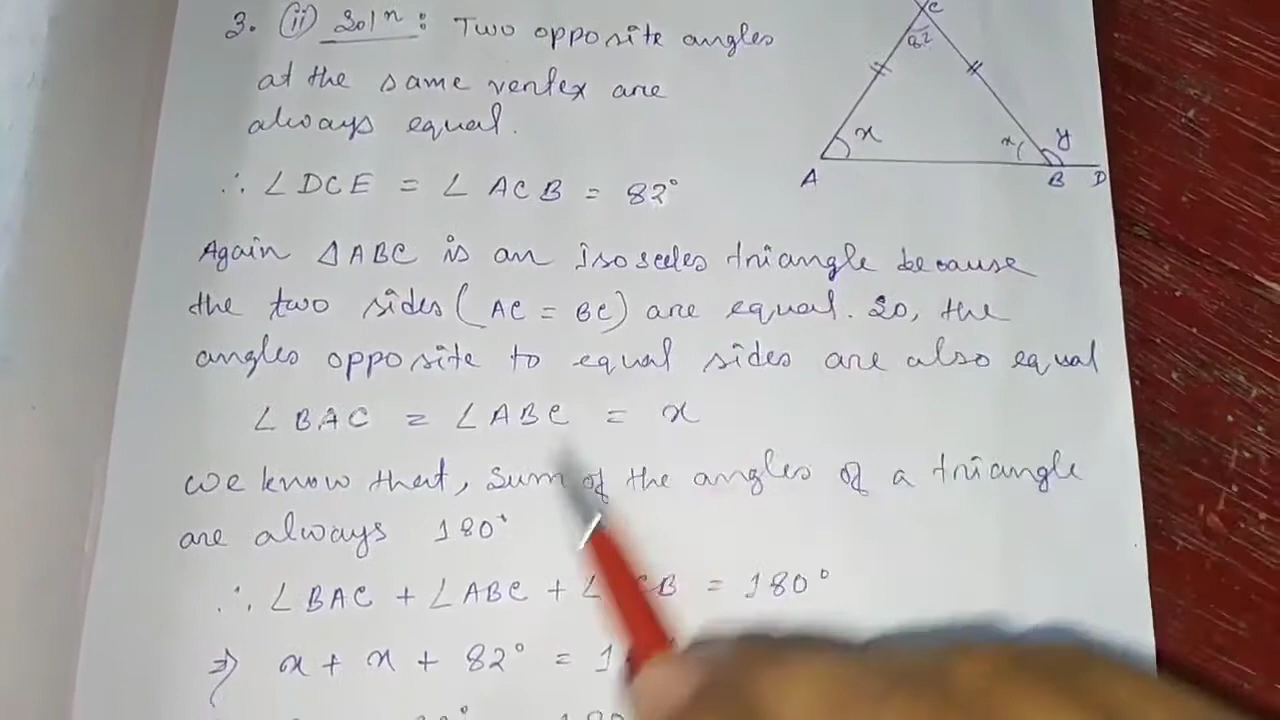 3. (ii) Solⁿ: Two opposite angles
at the same vertex are
always equal.
∴ ∠DCE = ∠ACB = 82°
Again △ABC is an isosceles triangle because
the two sides (AC = BC) are equal. So, the
angles opposite to equal sides are also equal
∠BAC = ∠ABC = x
We know that, sum of the angles of a triangle
are always 180°
∴ ∠BAC + ∠ABC + ∠ CB = 180°
⇒ x + x + 82° = 1
C
82
x
x
y
A
B
D